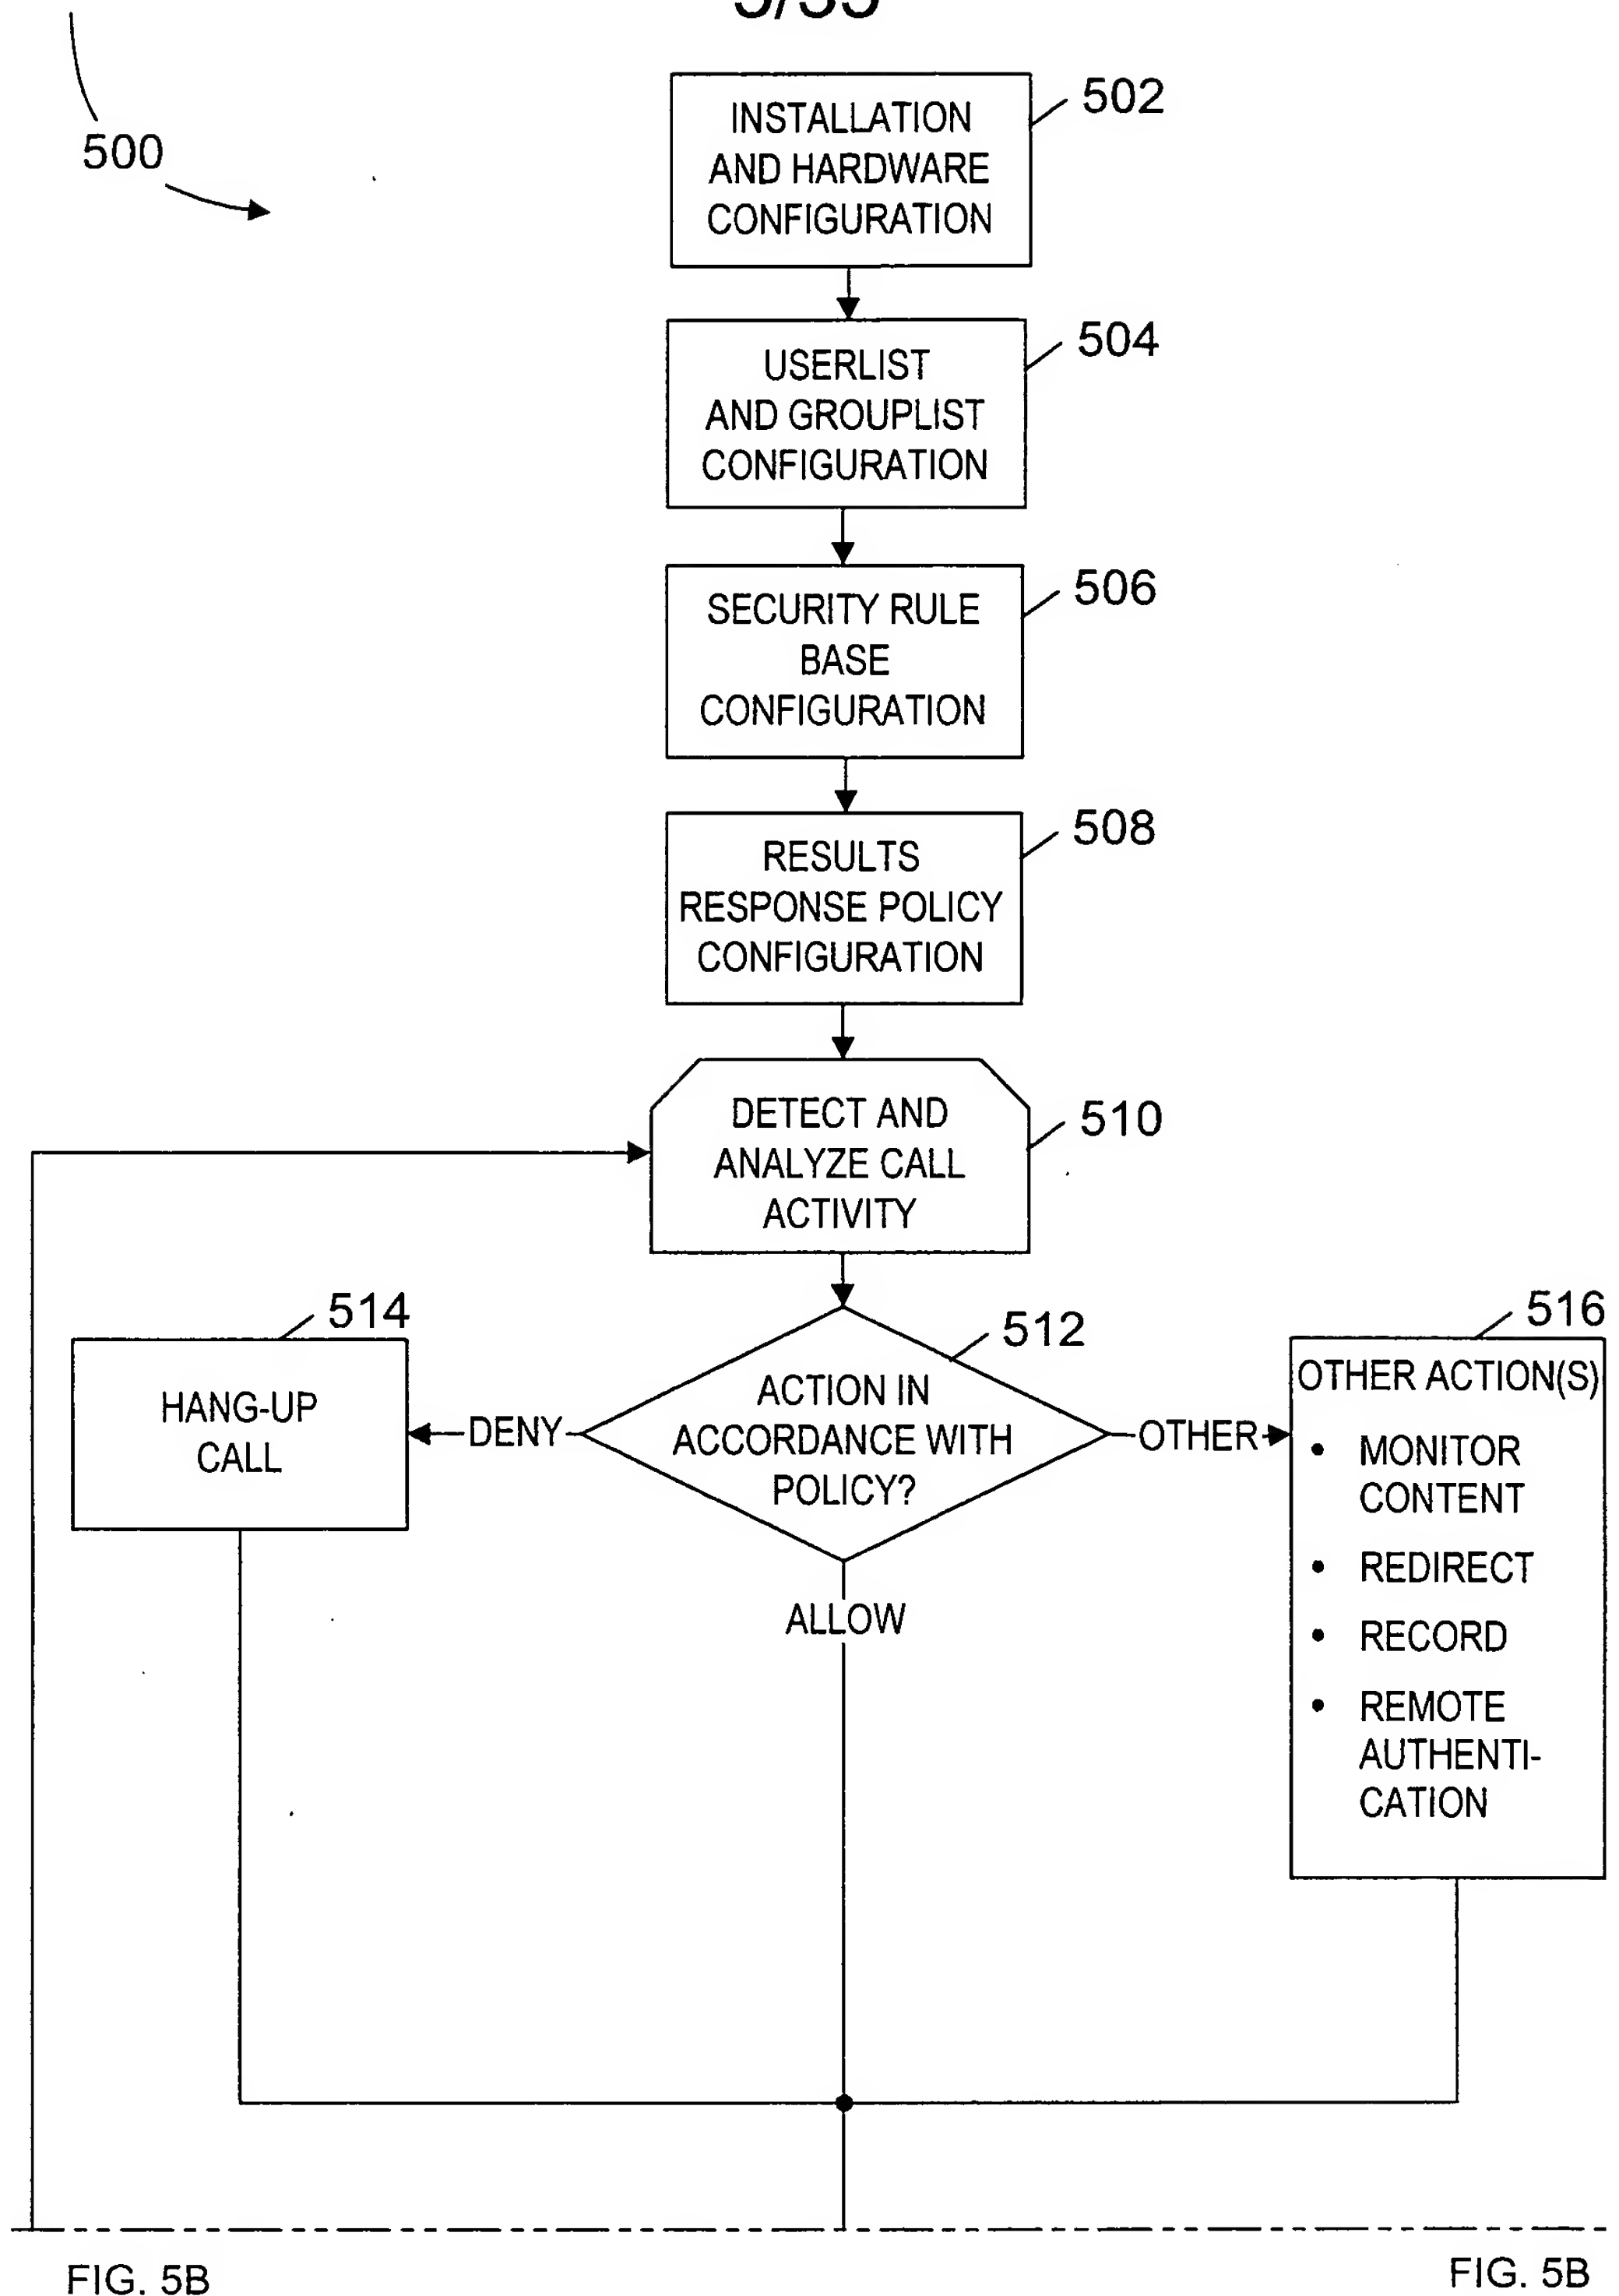 500
INSTALLATION
AND HARDWARE
CONFIGURATION
502
USERLIST
AND GROUPLIST
CONFIGURATION
504
SECURITY RULE
BASE
CONFIGURATION
506
RESULTS
RESPONSE POLICY
CONFIGURATION
508
DETECT AND
ANALYZE CALL
ACTIVITY
510
514
HANG-UP
CALL
DENY
512
ACTION IN
ACCORDANCE WITH
POLICY?
OTHER
ALLOW
516
OTHER ACTION(S)
• MONITOR
CONTENT
• REDIRECT
• RECORD
• REMOTE
AUTHENTI-
CATION
FIG. 5B
FIG. 5B